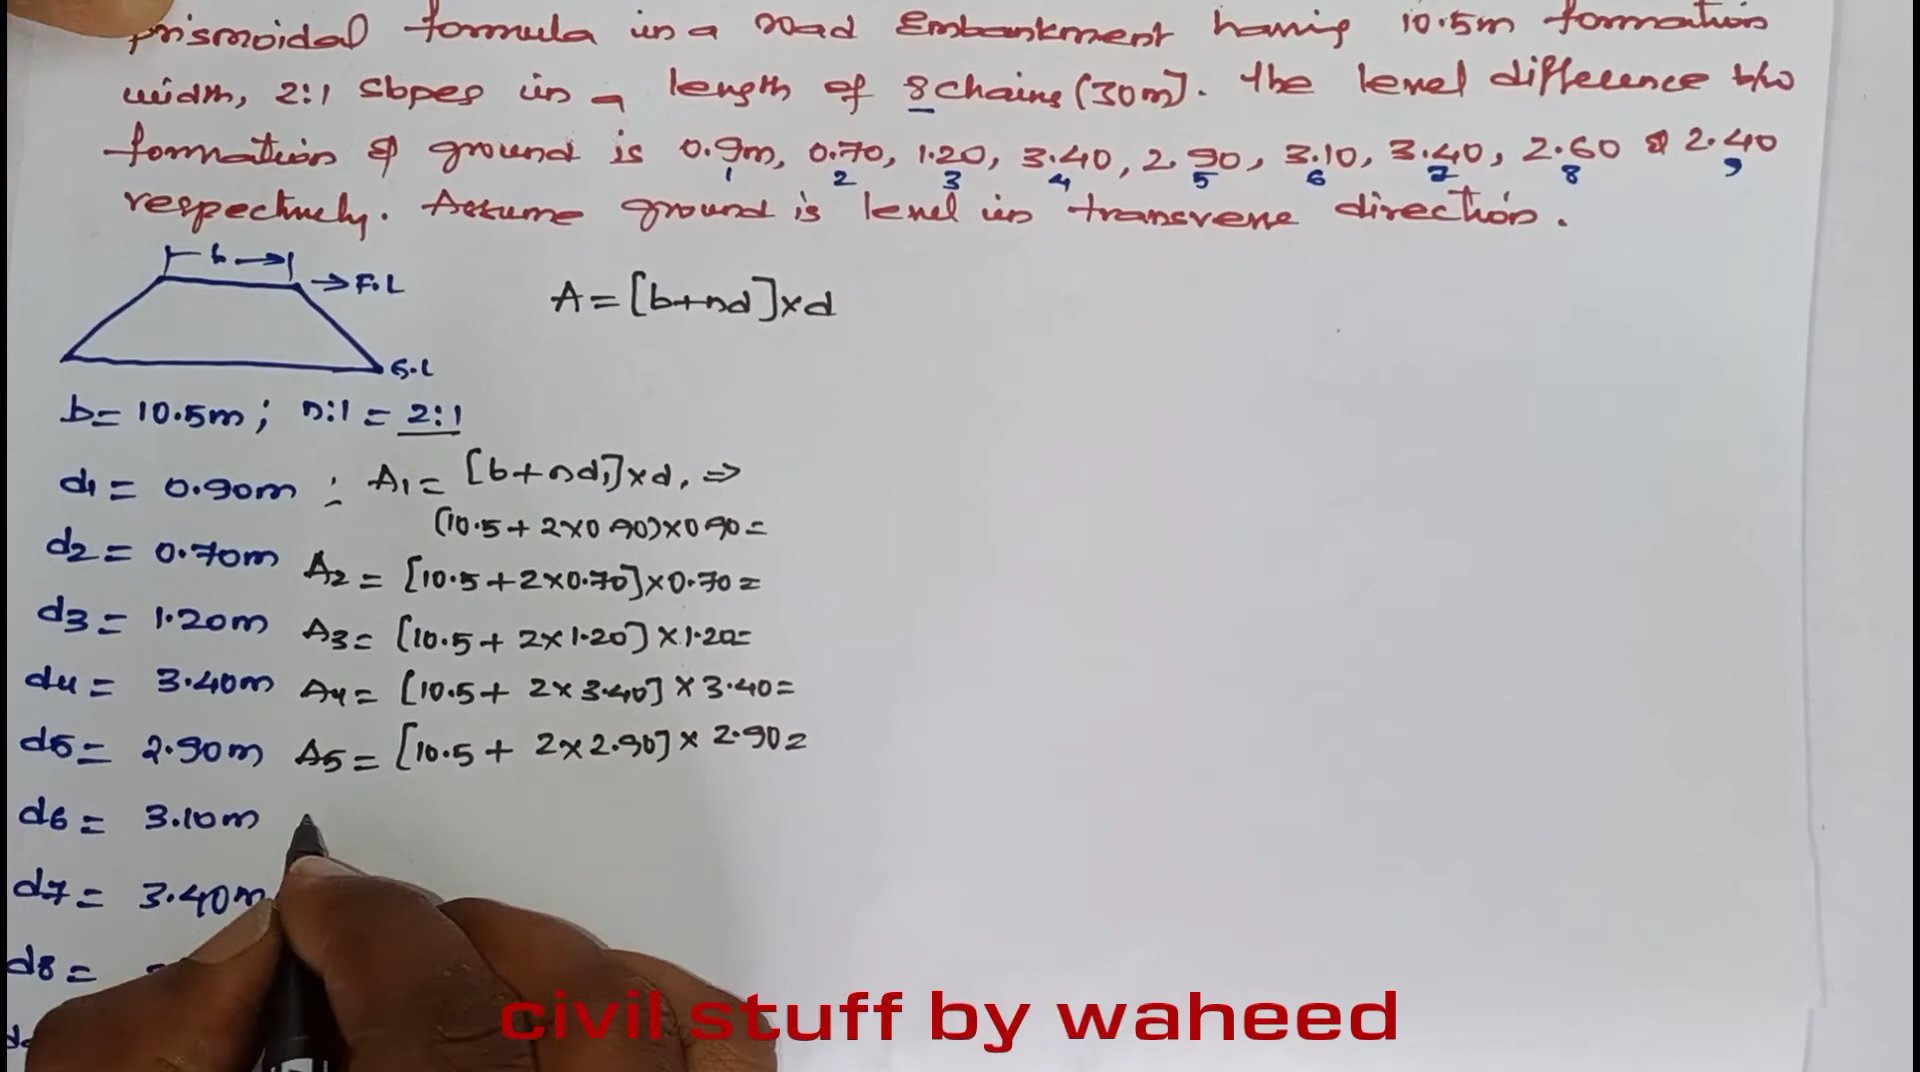 prismoidal formula in a road Embankment having 10.5m formation
width, 2:1 slopes in a length of 8 chains (30m). The level difference b/w
formation & ground is 0.9m, 0.70, 1.20, 3.40, 2.90, 3.10, 3.40, 2.60 & 2.40
1 2 3 4 5 6 7 8 9
respectively. Assume ground is level in transverse direction.
b
F.L
A = [b+nd]×d
G.L
b = 10.5m; n:1 = 2:1
d1 = 0.90m : A1 = [b+nd1]×d1 ⇒
(10.5+2×0.90)×0.90=
d2 = 0.70m A2 = [10.5+2×0.70]×0.70=
d3 = 1.20m A3 = [10.5+2×1.20]×1.20=
d4 = 3.40m A4 = [10.5+2×3.40]×3.40=
d5 = 2.90m A5 = [10.5+2×2.90]×2.90=
d6 = 3.10m
d7 = 3.40m
d8 =
civil stuff by waheed